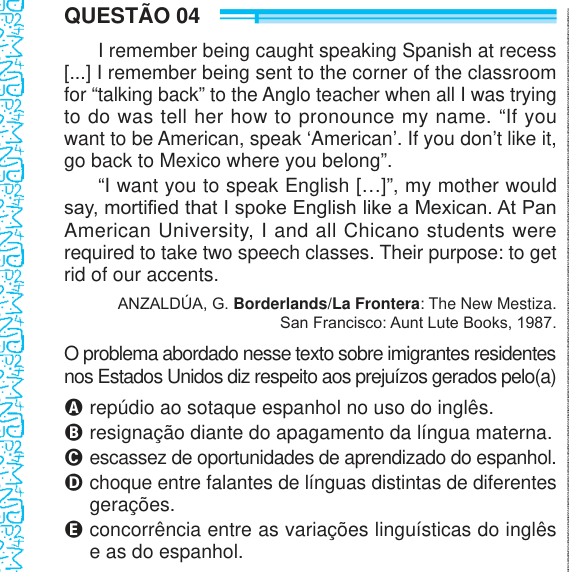 QUESTÃO 04
I remember being caught speaking Spanish at recess
[...] I remember being sent to the corner of the classroom
for “talking back” to the Anglo teacher when all I was trying
to do was tell her how to pronounce my name. “If you
want to be American, speak ‘American’. If you don’t like it,
go back to Mexico where you belong”.
“I want you to speak English […]”, my mother would
say, mortified that I spoke English like a Mexican. At Pan
American University, I and all Chicano students were
required to take two speech classes. Their purpose: to get
rid of our accents.
ANZALDÚA, G. Borderlands/La Frontera: The New Mestiza.
San Francisco: Aunt Lute Books, 1987.
O problema abordado nesse texto sobre imigrantes residentes
nos Estados Unidos diz respeito aos prejuízos gerados pelo(a)
A repúdio ao sotaque espanhol no uso do inglês.
B resignação diante do apagamento da língua materna.
C escassez de oportunidades de aprendizado do espanhol.
D choque entre falantes de línguas distintas de diferentes
gerações.
E concorrência entre as variações linguísticas do inglês
e as do espanhol.